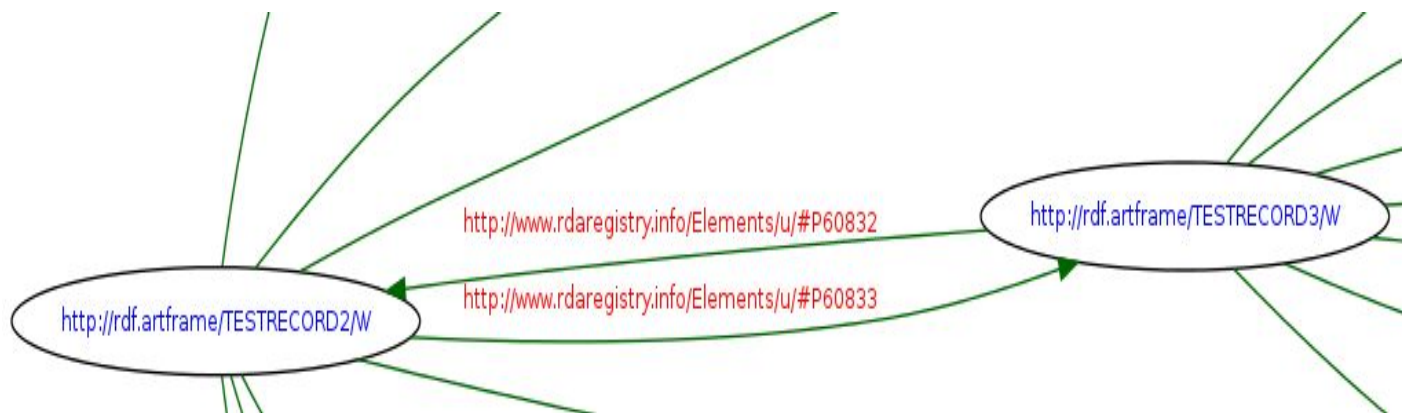 http://www.rdaregistry.info/Elements/u/#P60832
http://rdf.artframe/TESTRECORD3/W
http://www.rdaregistry.info/Elements/u/#P60833
http://rdf.artframe/TESTRECORD2/W